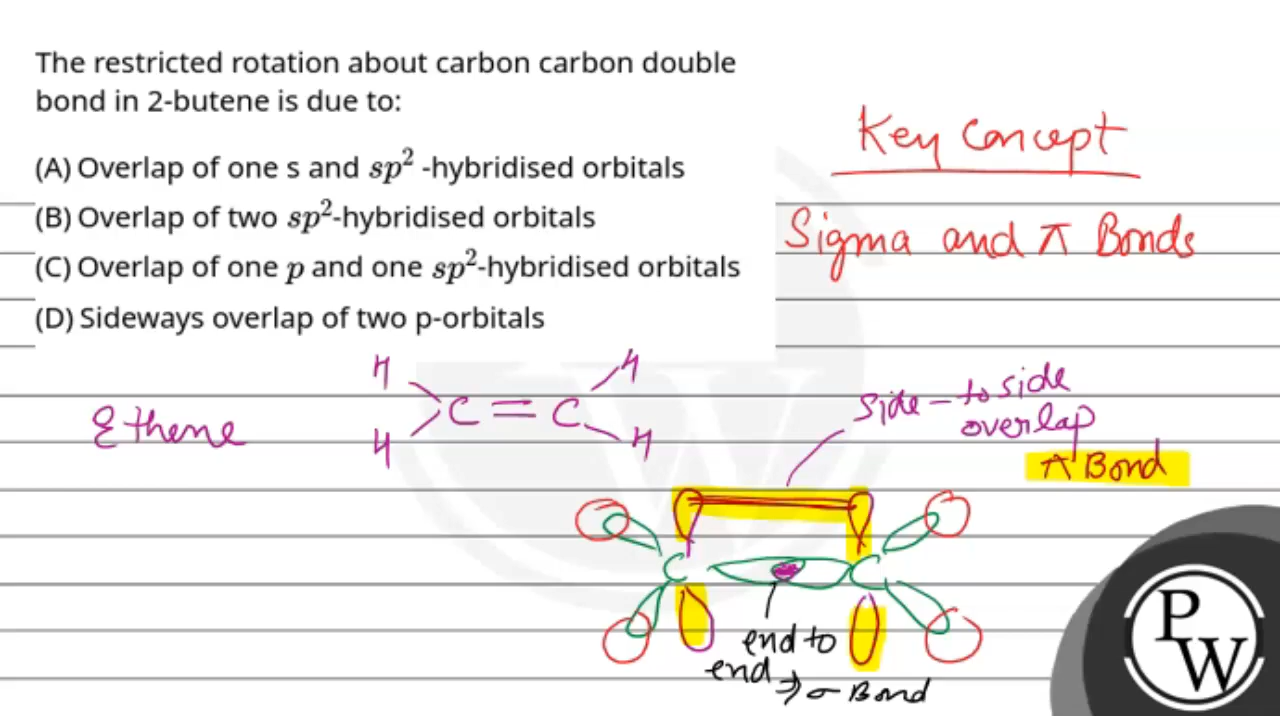 The restricted rotation about carbon carbon double
bond in 2-butene is due to:
(A) Overlap of one s and sp² -hybridised orbitals
(B) Overlap of two sp²-hybridised orbitals
(C) Overlap of one p and one sp²-hybridised orbitals
(D) Sideways overlap of two p-orbitals
Key Concept
Sigma and π Bonds
Ethene
H H
C = C
H H
Side-to side
overlap
π Bond
C C
end to
end ⇒ σ Bond
P
W